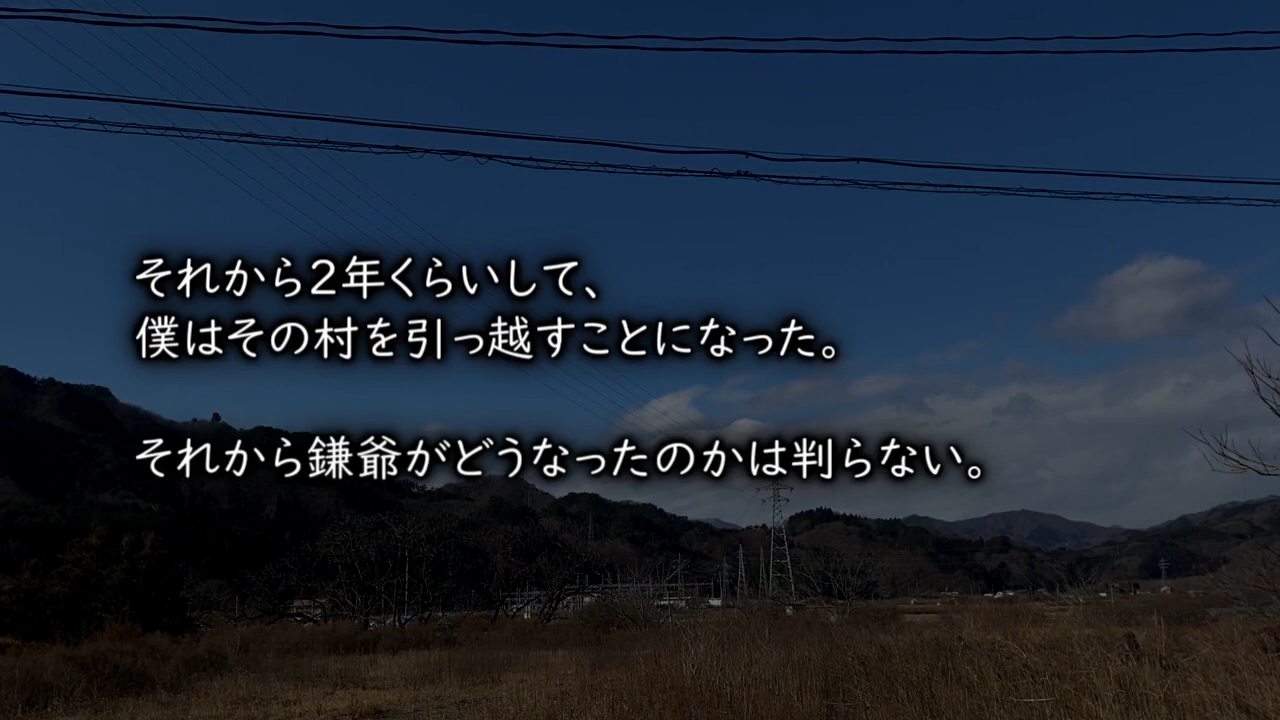 それから２年くらいして、
僕はその村を引っ越すことになった。
それから鎌爺がどうなったのかは判らない。